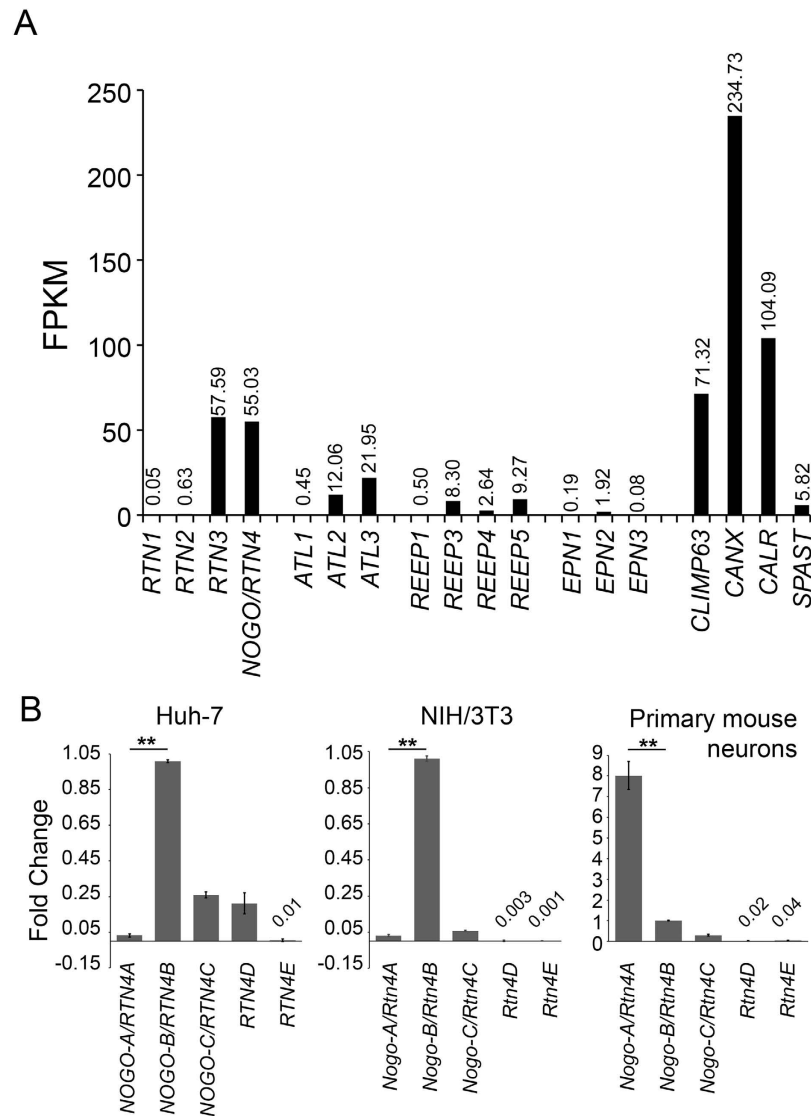 A
FPKM
250
200
150
100
50
0
0.05
0.63
57.59
55.03
0.45
12.06
21.95
0.50
8.30
2.64
9.27
0.19
1.92
0.08
71.32
234.73
104.09
5.82
RTN1
RTN2
RTN3
NOGO/RTN4
ATL1
ATL2
ATL3
REEP1
REEP3
REEP4
REEP5
EPN1
EPN2
EPN3
CLIMP63
CANX
CALR
SPAST
B
Huh-7
**
Fold Change
1.05
0.85
0.65
0.45
0.25
0.05
-0.15
0.01
NOGO-A/RTN4A
NOGO-B/RTN4B
NOGO-C/RTN4C
RTN4D
RTN4E
NIH/3T3
**
1.05
0.85
0.65
0.45
0.25
0.05
-0.15
0.003
0.001
Nogo-A/Rtn4A
Nogo-B/Rtn4B
Nogo-C/Rtn4C
Rtn4D
Rtn4E
Primary mouse
neurons
**
9
8
7
6
5
4
3
2
1
0
0.02
0.04
Nogo-A/Rtn4A
Nogo-B/Rtn4B
Nogo-C/Rtn4C
Rtn4D
Rtn4E